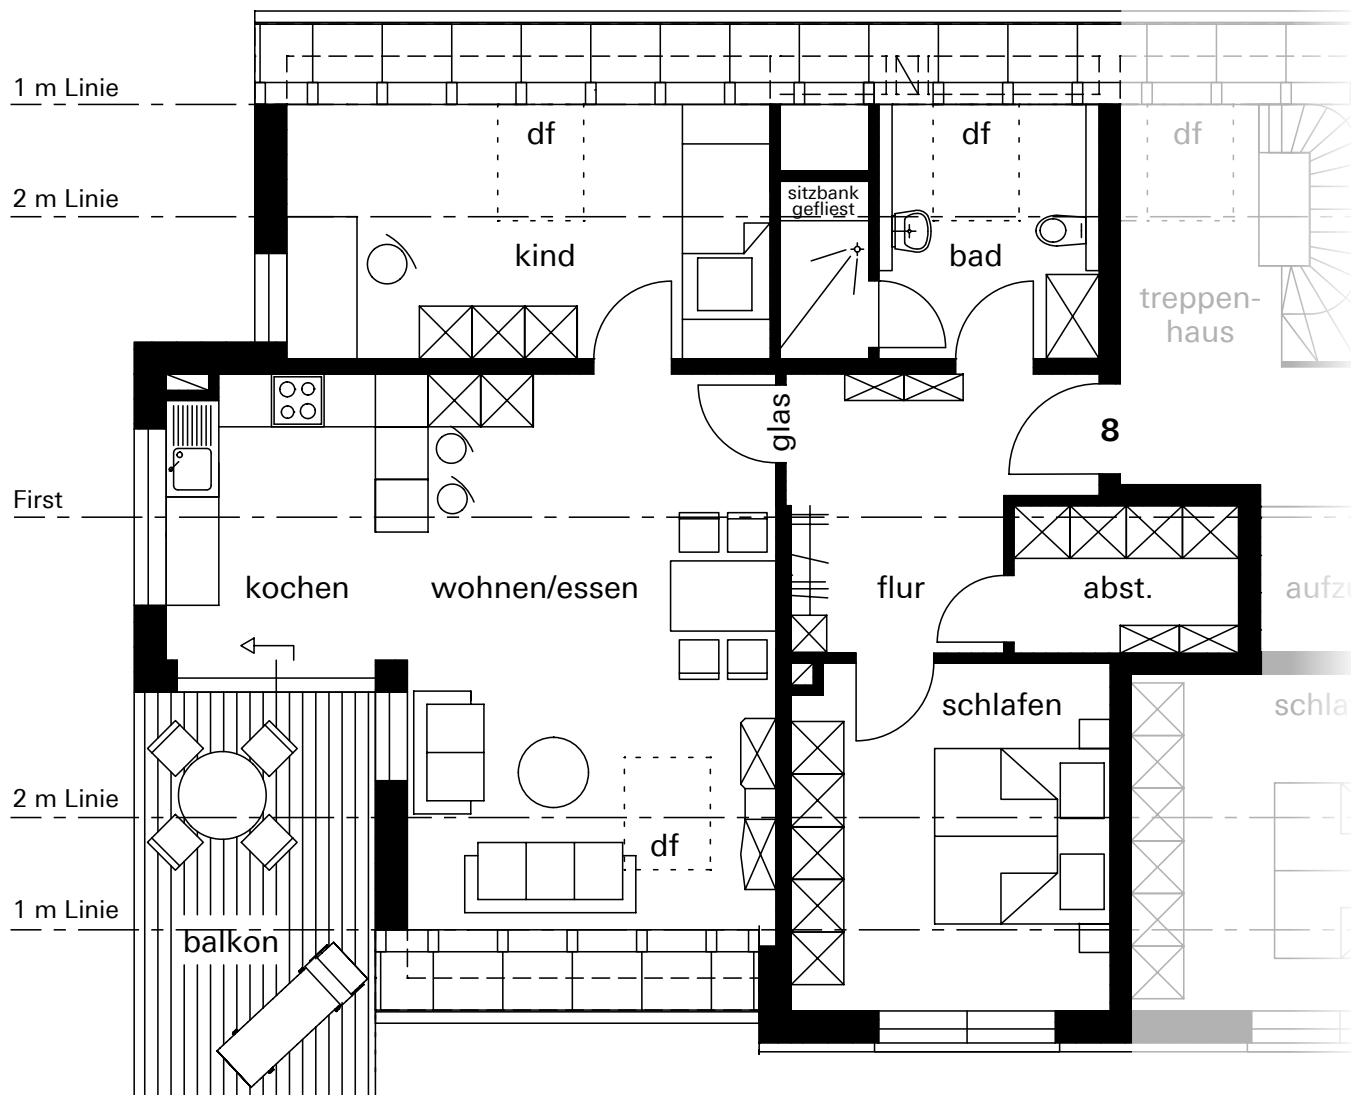 1 m Linie
df
df
df
2 m Linie
sitzbank
gefliest
kind
bad
treppen-
haus
glas
8
First
kochen
wohnen/essen
flur
abst.
schlafen
2 m Linie
df
1 m Linie
balkon